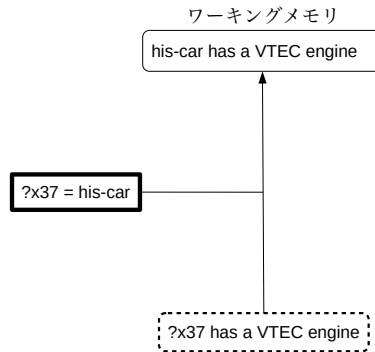 ワーキングメモリ
his-car has a VTEC engine
?x37 = his-car
?x37 has a VTEC engine